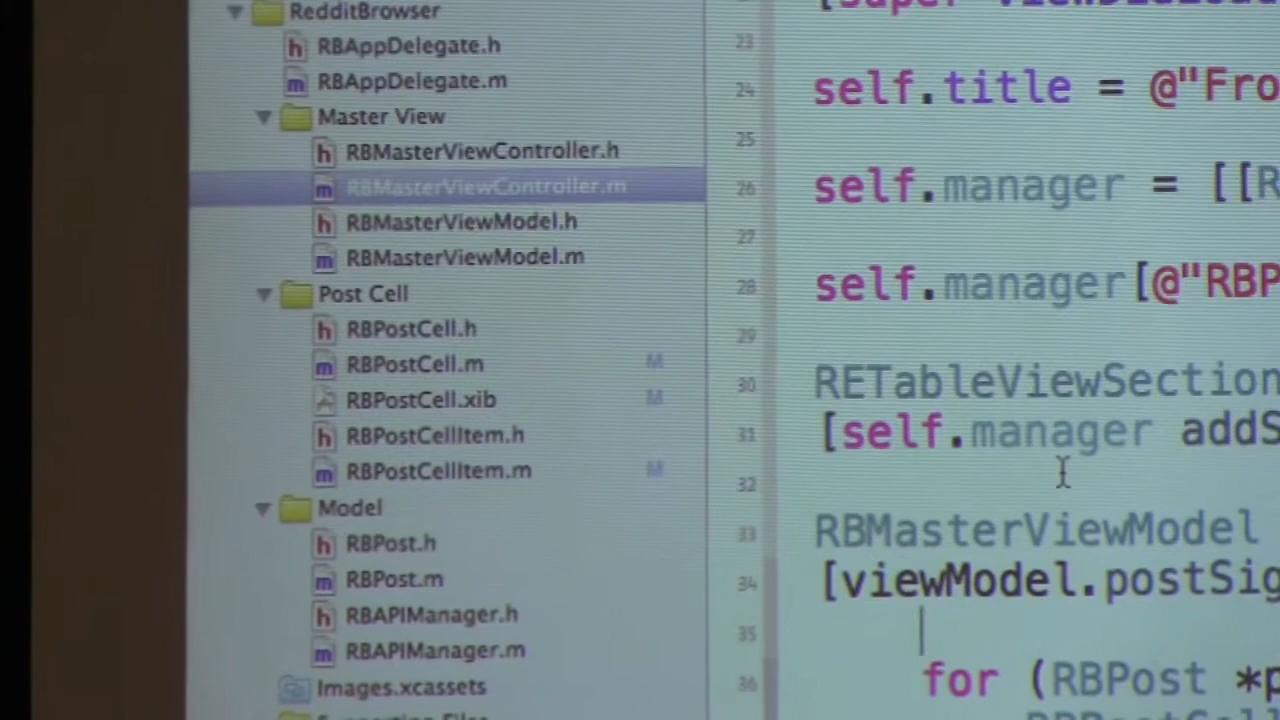 RedditBrowser
RBAppDelegate.h
RBAppDelegate.m
Master View
RBMasterViewController.h
RBMasterViewController.m
RBMasterViewModel.h
RBMasterViewModel.m
Post Cell
RBPostCell.h
RBPostCell.m M
RBPostCell.xib M
RBPostCellItem.h
RBPostCellItem.m M
Model
RBPost.h
RBPost.m
RBAPIManager.h
RBAPIManager.m
Images.xcassets
23
24 self.title = @"Fro
25
26 self.manager = [[R
27
28 self.manager[@"RBP
29
30 RETableViewSection
31 [self.manager addS
32
33 RBMasterViewModel
34 [viewModel.postSig
35
36 for (RBPost *p